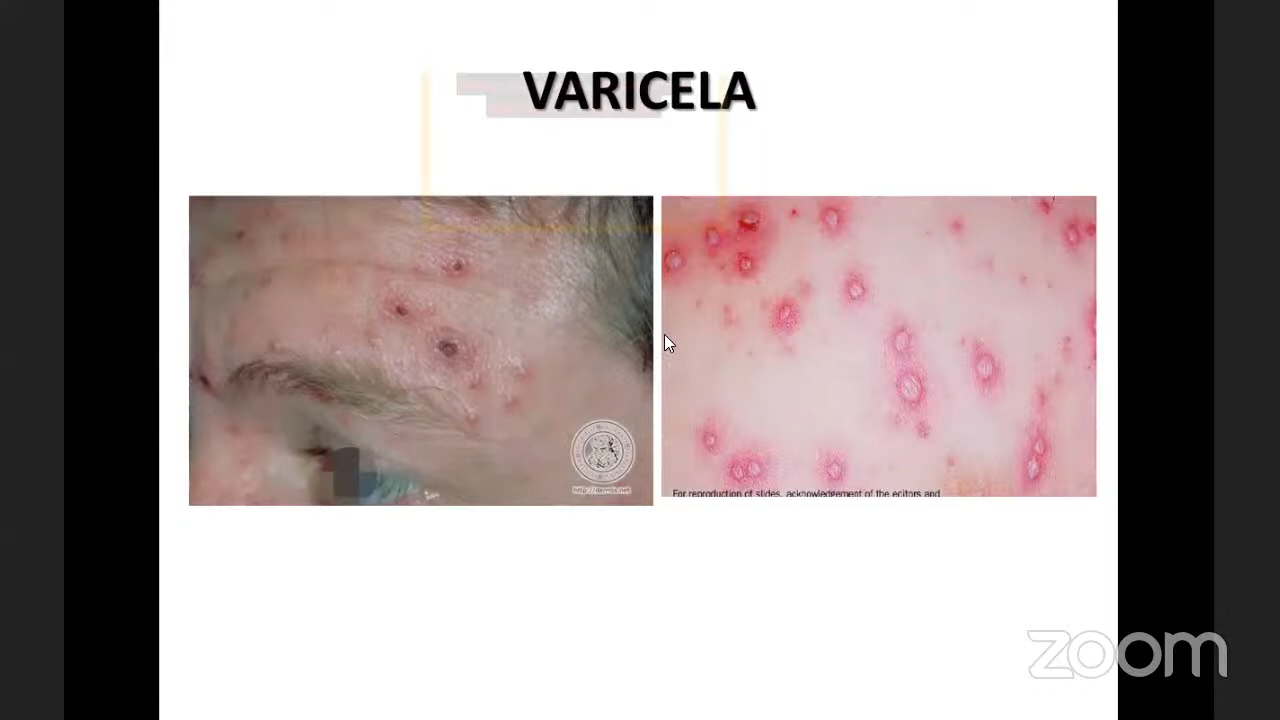 VARICELA
For reproduction of slides, acknowledgement of the editors and
zoom